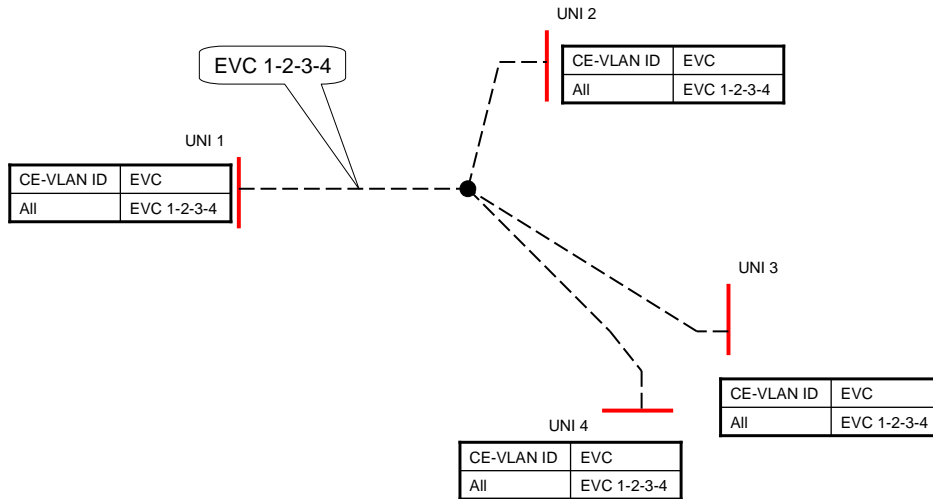 UNI 2
EVC 1-2-3-4
CE-VLAN ID EVC
All EVC 1-2-3-4
UNI 1
CE-VLAN ID EVC
All EVC 1-2-3-4
UNI 3
CE-VLAN ID EVC
All EVC 1-2-3-4
UNI 4
CE-VLAN ID EVC
All EVC 1-2-3-4